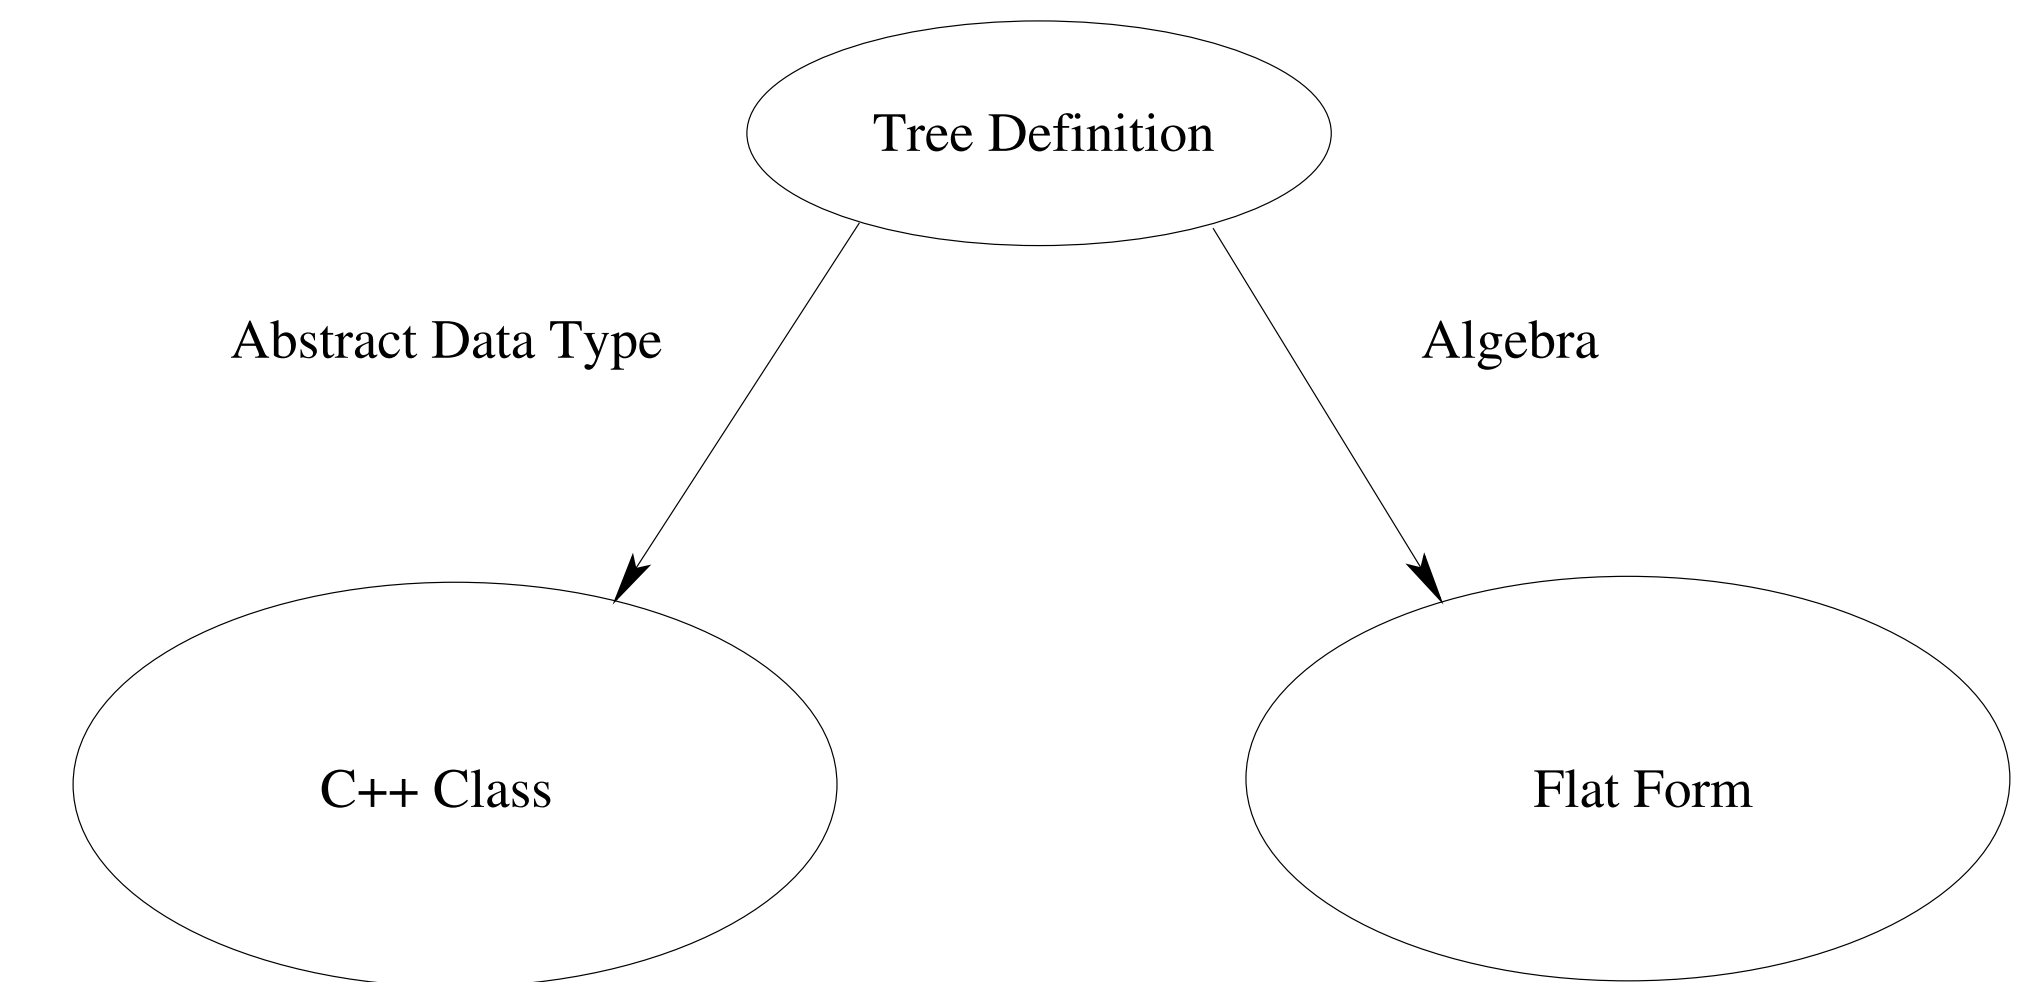 Tree Definition
Abstract Data Type
Algebra
C++ Class
Flat Form